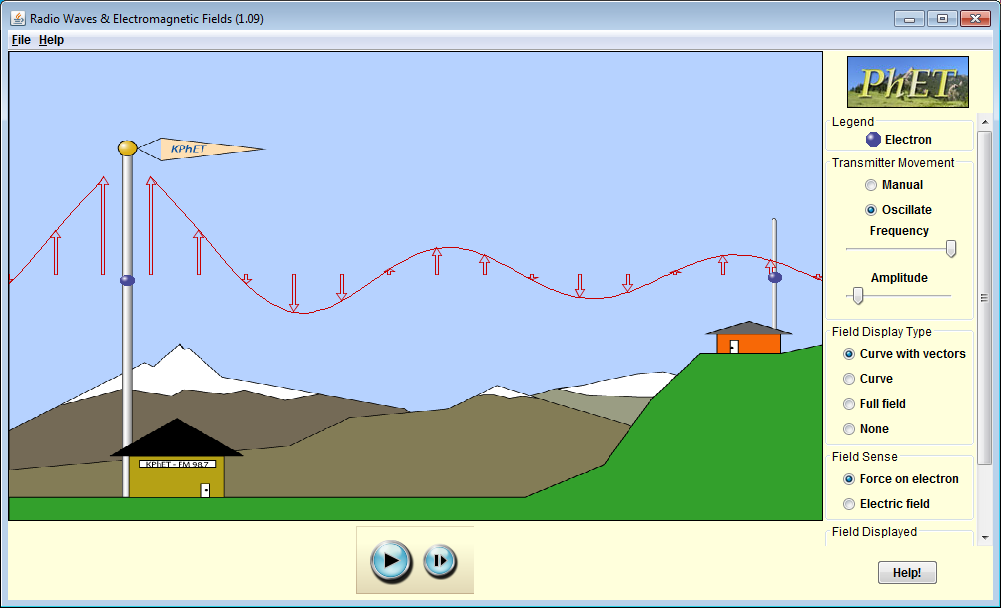 Radio Waves & Electromagnetic Fields (1.09)
File Help
PhET
Legend
Electron
Transmitter Movement
Manual
Oscillate
Frequency
Amplitude
Field Display Type
Curve with vectors
Curve
Full field
None
Field Sense
Force on electron
Electric field
Field Displayed
Help!
KPhET
KPhET - FM 98.7